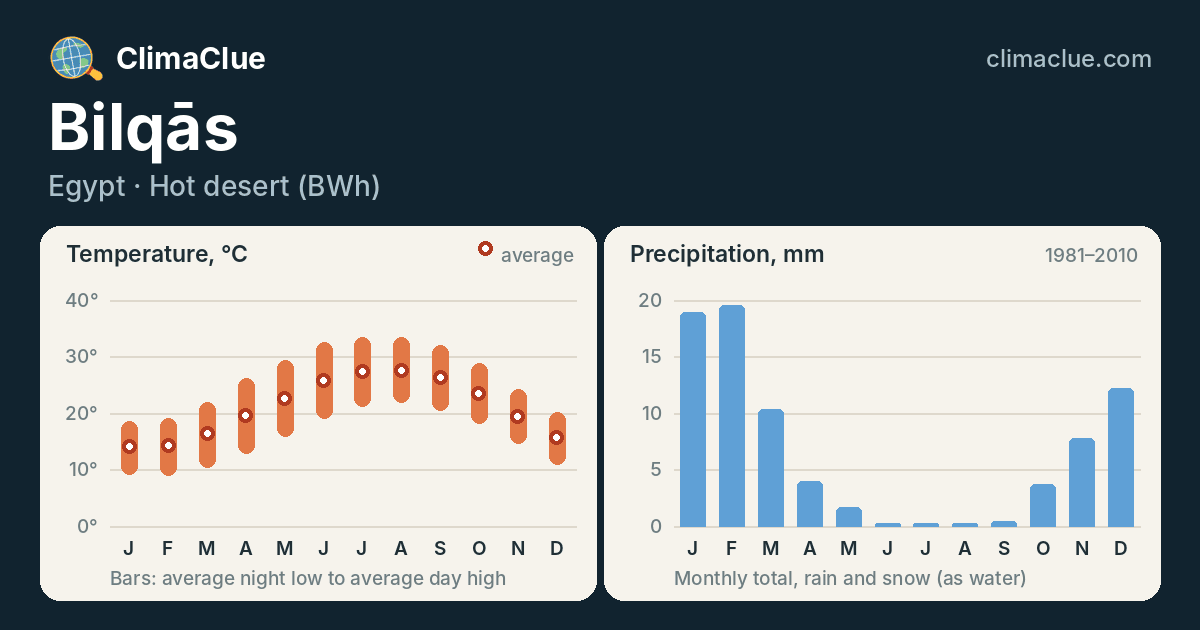 ClimaClue
climaclue.com
Bilqās
Egypt · Hot desert (BWh)
Temperature, °C
average
40°
30°
20°
10°
0°
J F M A M J J A S O N D
Bars: average night low to average day high
Precipitation, mm
1981–2010
20
15
10
5
0
J F M A M J J A S O N D
Monthly total, rain and snow (as water)